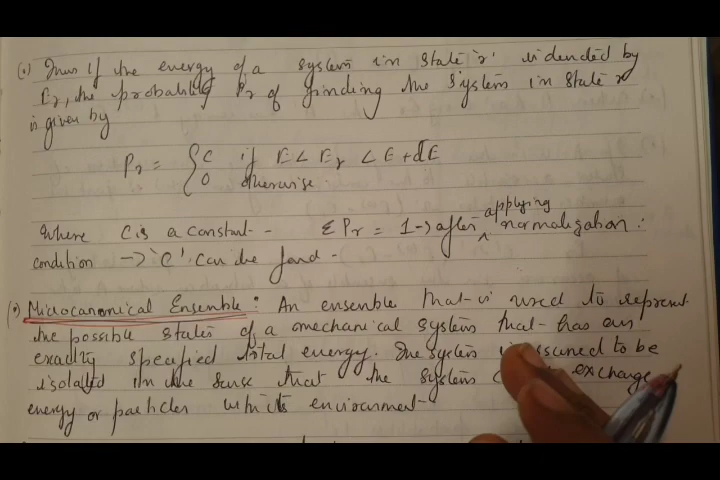 (•) Thus if the energy of a system in state 'r' is denoted by
Er, the probability Pr of finding the system in state r
is given by
Pr = { C if E < Er < E + dE
0 otherwise.
Where C is a constant - ΣPr = 1 → after applying normalization:
condition → 'C' can be found -
(•) Microcanonical Ensemble: An ensemble that is used to represent
the possible states of a mechanical system that has an
exactly specified total energy. The system is assumed to be
isolated in the sense that the system exchange
energy or particles its environment